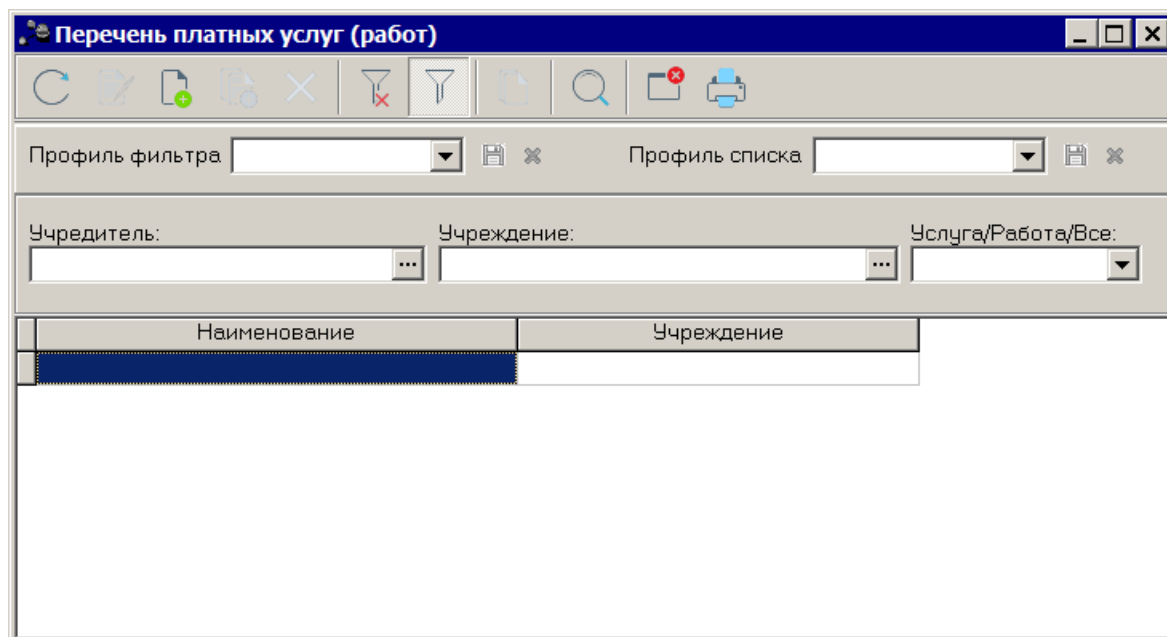 Перечень платных услуг (работ)
Профиль фильтра Профиль списка
Учредитель: Учреждение: Услуга/Работа/Все:
Наименование Учреждение